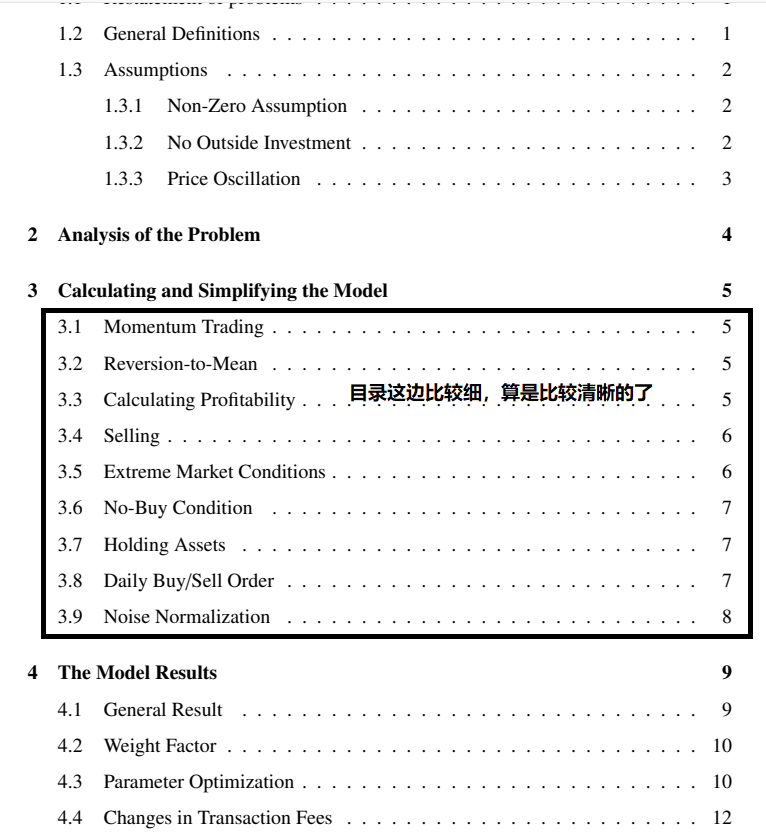 1.2 General Definitions . . . . . . . . . . . . . . . . . . . . . . . . . . . . . 1
1.3 Assumptions . . . . . . . . . . . . . . . . . . . . . . . . . . . . . . . . 2
1.3.1 Non-Zero Assumption . . . . . . . . . . . . . . . . . . . . . . . 2
1.3.2 No Outside Investment . . . . . . . . . . . . . . . . . . . . . . . 2
1.3.3 Price Oscillation . . . . . . . . . . . . . . . . . . . . . . . . . . 3
2 Analysis of the Problem 4
3 Calculating and Simplifying the Model 5
3.1 Momentum Trading . . . . . . . . . . . . . . . . . . . . . . . . . . . . . 5
3.2 Reversion-to-Mean . . . . . . . . . . . . . . . . . . . . . . . . . . . . . 5
3.3 Calculating Profitability . . . 目录这边比较细，算是比较清晰的了 . . . 5
3.4 Selling . . . . . . . . . . . . . . . . . . . . . . . . . . . . . . . . . . . . 6
3.5 Extreme Market Conditions . . . . . . . . . . . . . . . . . . . . . . . . . 6
3.6 No-Buy Condition . . . . . . . . . . . . . . . . . . . . . . . . . . . . . 7
3.7 Holding Assets . . . . . . . . . . . . . . . . . . . . . . . . . . . . . . . 7
3.8 Daily Buy/Sell Order . . . . . . . . . . . . . . . . . . . . . . . . . . . . 7
3.9 Noise Normalization . . . . . . . . . . . . . . . . . . . . . . . . . . . . 8
4 The Model Results 9
4.1 General Result . . . . . . . . . . . . . . . . . . . . . . . . . . . . . . . 9
4.2 Weight Factor . . . . . . . . . . . . . . . . . . . . . . . . . . . . . . . . 10
4.3 Parameter Optimization . . . . . . . . . . . . . . . . . . . . . . . . . . . 10
4.4 Changes in Transaction Fees . . . . . . . . . . . . . . . . . . . . . . . . 12